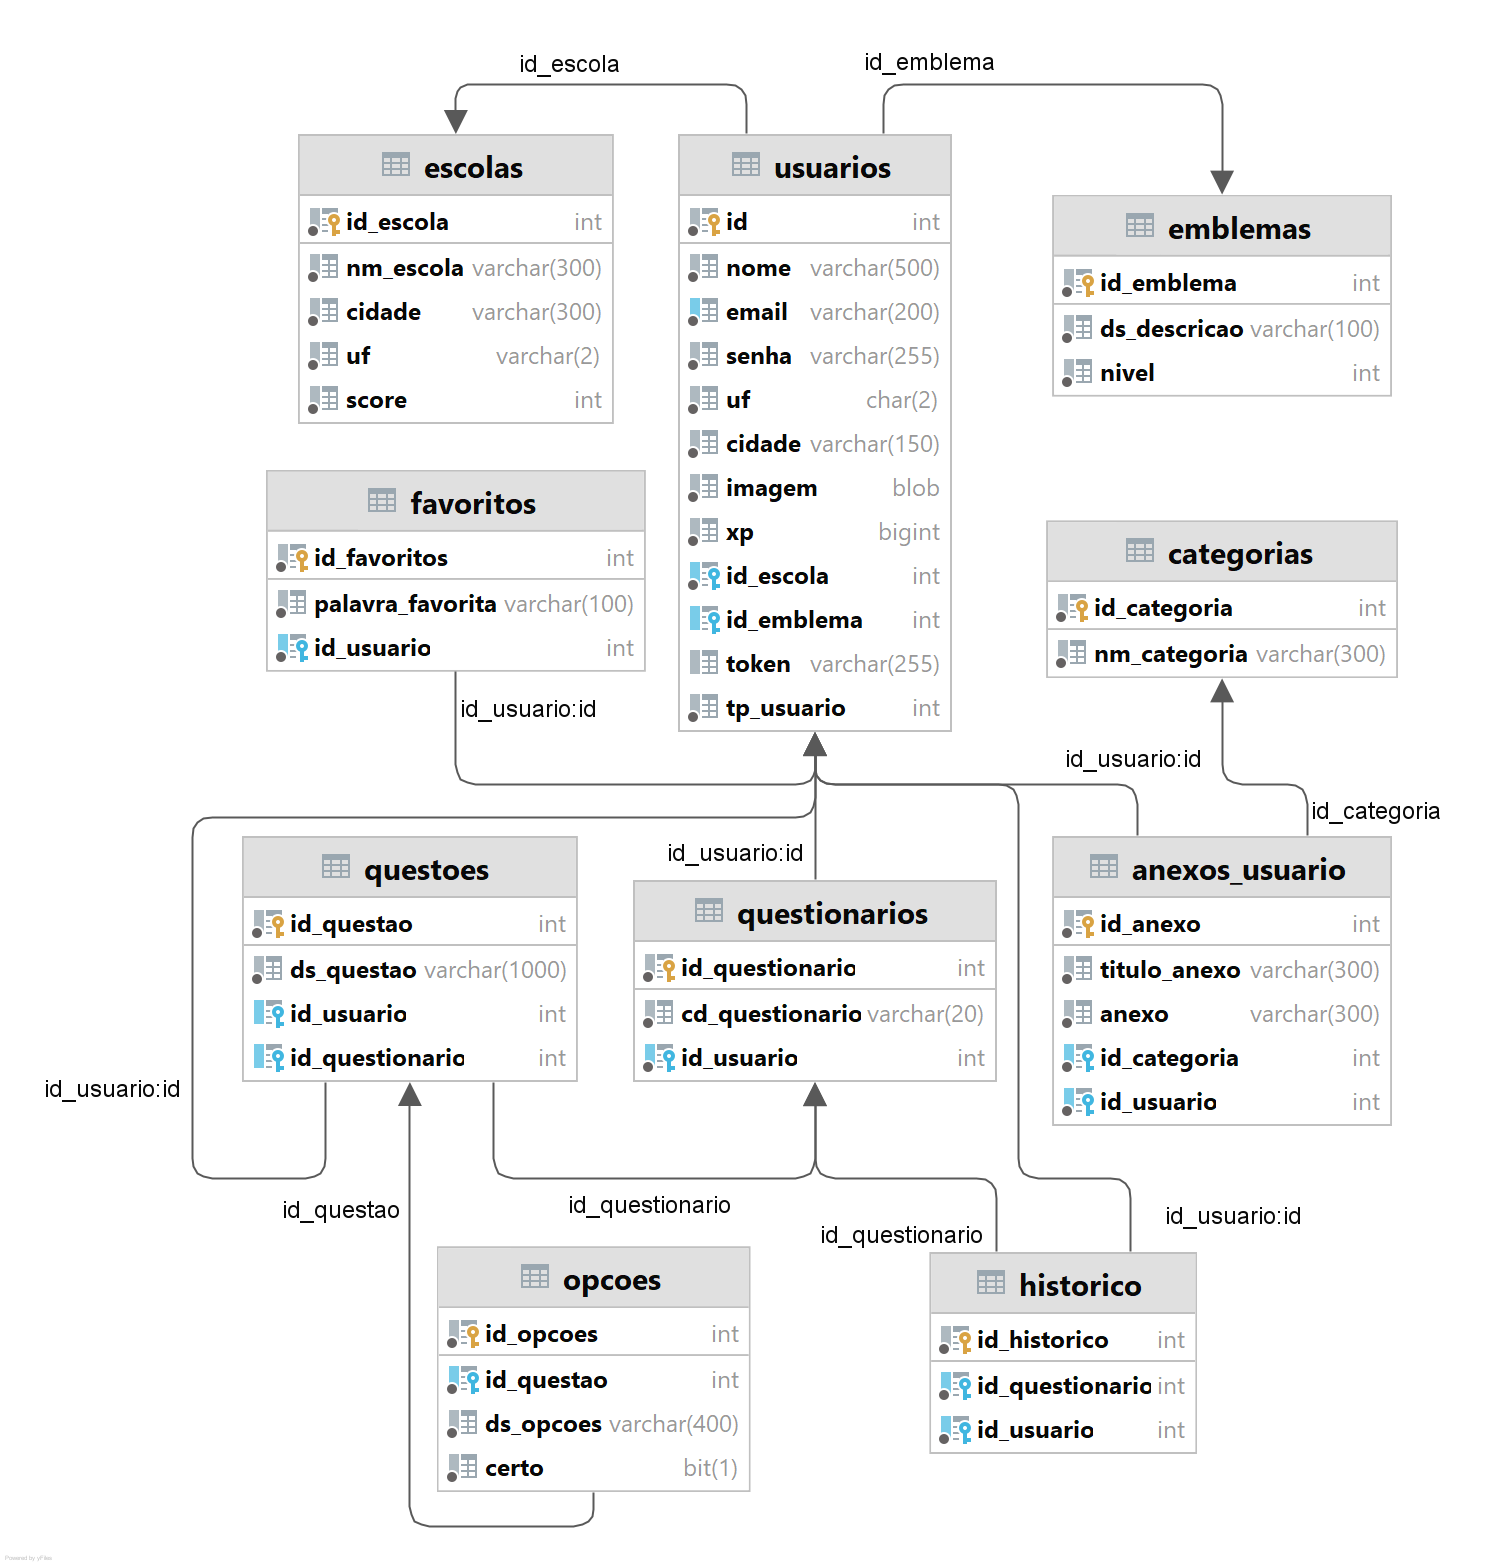 id_escola
id_emblema
escolas
id_escola int
nm_escola varchar(300)
cidade varchar(300)
uf varchar(2)
score int
usuarios
id int
nome varchar(500)
email varchar(200)
senha varchar(255)
uf char(2)
cidade varchar(150)
imagem blob
xp bigint
id_escola int
id_emblema int
token varchar(255)
tp_usuario int
emblemas
id_emblema int
ds_descricao varchar(100)
nivel int
favoritos
id_favoritos int
palavra_favorita varchar(100)
id_usuario int
categorias
id_categoria int
nm_categoria varchar(300)
id_usuario:id
id_usuario:id
id_categoria
id_usuario:id
questoes
id_questao int
ds_questao varchar(1000)
id_usuario int
id_questionario int
questionarios
id_questionario int
cd_questionario varchar(20)
id_usuario int
anexos_usuario
id_anexo int
titulo_anexo varchar(300)
anexo varchar(300)
id_categoria int
id_usuario int
id_usuario:id
id_questao
id_questionario
id_questionario
id_usuario:id
opcoes
id_opcoes int
id_questao int
ds_opcoes varchar(400)
certo bit(1)
historico
id_historico int
id_questionario int
id_usuario int
Powered by yFiles